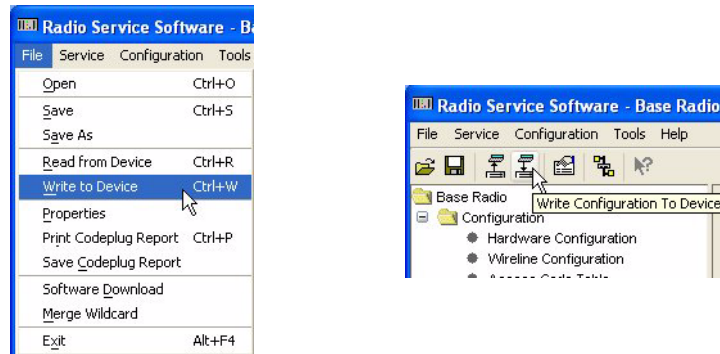 Radio Service Software - Ba
File Service Configuration Tools
Open Ctrl+O
Save Ctrl+S
Save As
Read from Device Ctrl+R
Write to Device Ctrl+W
Properties
Print Codeplug Report Ctrl+P
Save Codeplug Report
Software Download
Merge Wildcard
Exit Alt+F4
Radio Service Software - Base Radio
File Service Configuration Tools Help
Base Radio
Write Configuration To Device
Configuration
Hardware Configuration
Wireline Configuration